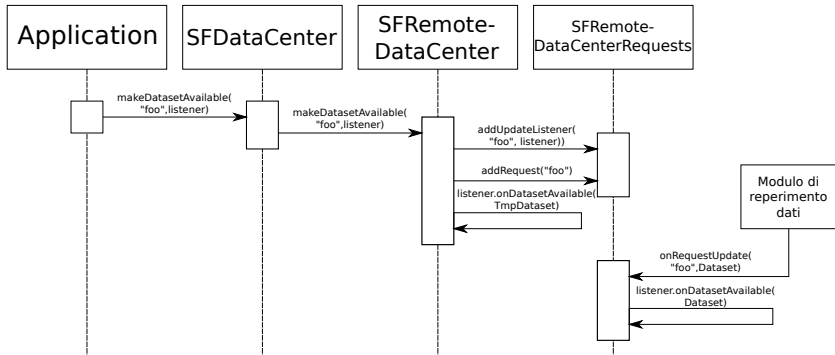 Application
SFDataCenter
SFRemote-
DataCenter
SFRemote-
DataCenterRequests
makeDatasetAvailable(
"foo",listener)
makeDatasetAvailable(
"foo",listener)
addUpdateListener(
"foo", listener))
addRequest("foo")
listener.onDatasetAvailable(
TmpDataset)
Modulo di
reperimento
dati
onRequestUpdate(
"foo",Dataset)
listener.onDatasetAvailable(
Dataset)